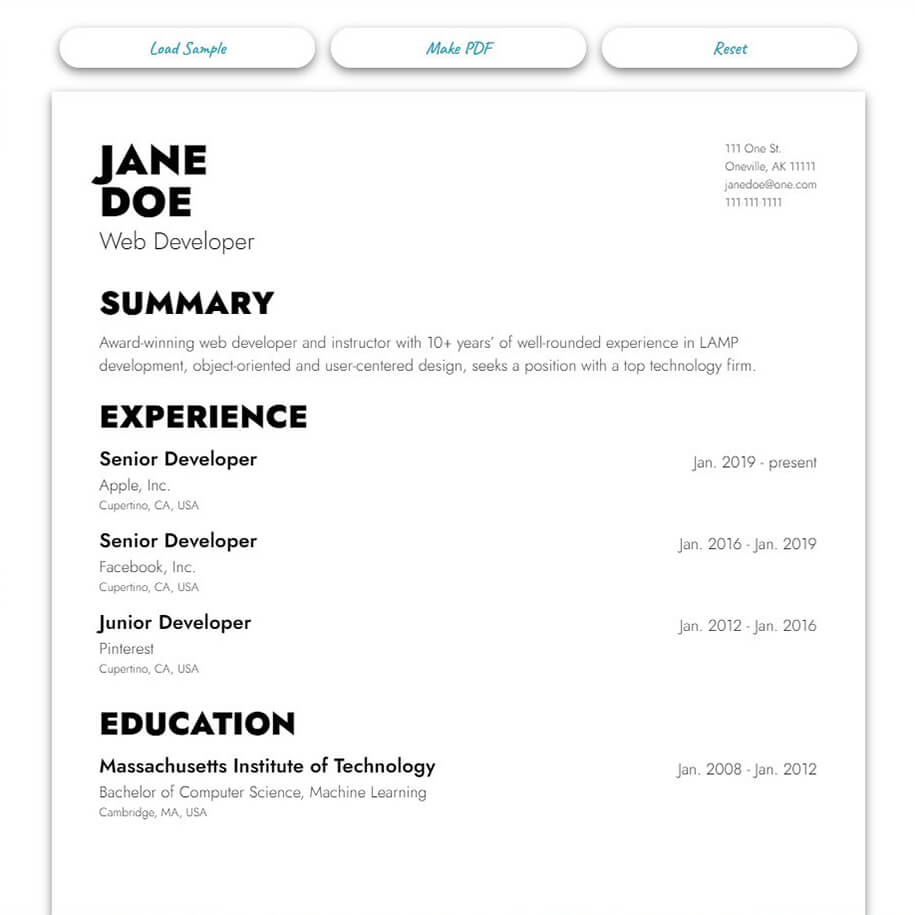 Load Sample
Make PDF
Reset
JANE
DOE
Web Developer
111 One St.
Oneville, AK 11111
janedoe@one.com
111 111 1111
SUMMARY
Award-winning web developer and instructor with 10+ years’ of well-rounded experience in LAMP
development, object-oriented and user-centered design, seeks a position with a top technology firm.
EXPERIENCE
Senior Developer
Jan. 2019 - present
Apple, Inc.
Cupertino, CA, USA
Senior Developer
Jan. 2016 - Jan. 2019
Facebook, Inc.
Cupertino, CA, USA
Junior Developer
Jan. 2012 - Jan. 2016
Pinterest
Cupertino, CA, USA
EDUCATION
Massachusetts Institute of Technology
Jan. 2008 - Jan. 2012
Bachelor of Computer Science, Machine Learning
Cambridge, MA, USA